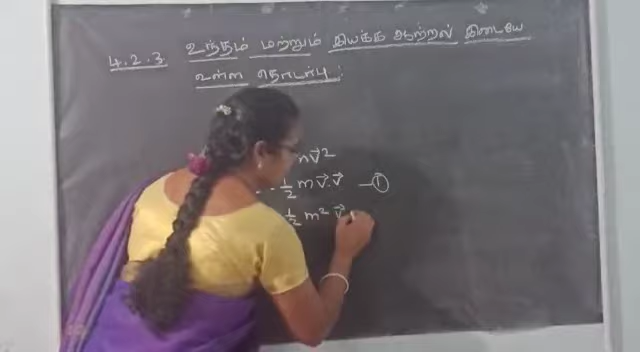 4.2.3 உந்தம் மற்றும் இயக்க ஆற்றல் இடையே
உள்ள தொடர்பு :
mv⃗²
½ m v⃗.v⃗ —①
½ m² v⃗